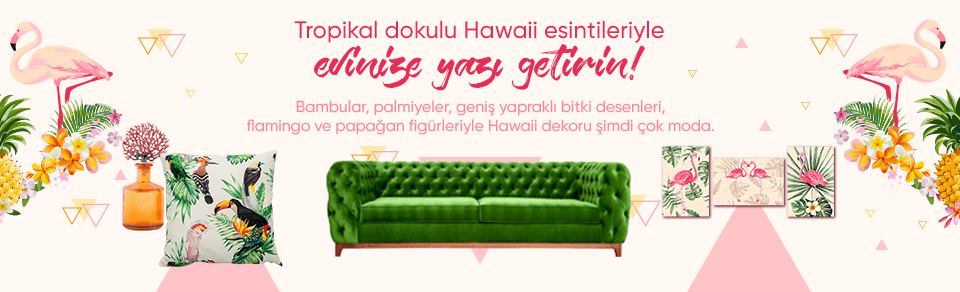 Tropikal dokulu Hawaii esintileriyle
evinize yazı getirin!
Bambular, palmiyeler, geniş yapraklı bitki desenleri,
flamingo ve papağan figürleriyle Hawaii dekoru şimdi çok moda.